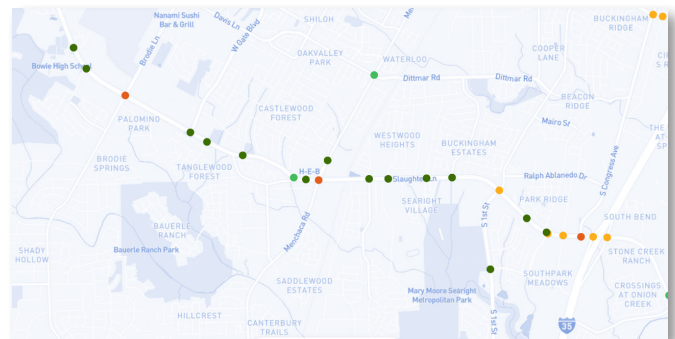 Nanami Sushi
Bar & Grill
Davis Ln
W Gate Blvd
SHILOH
BUCKINGHAM
RIDGE
Brodie Ln
OAKVALLEY
PARK
WATERLOO
COOPER
LANE
Bowie High School
Dittmar Rd
Dittmar Rd
BEACON
RIDGE
CASTLEWOOD
FOREST
PALOMINO
PARK
Mairo St
WESTWOOD
HEIGHTS
BUCKINGHAM
ESTATES
S Congress Ave
THE
BRODIE
SPRINGS
TANGLEWOOD
FOREST
H-E-B
Slaughter Ln
Ralph Ablanedo Dr
PARK RIDGE
SEARIGHT
VILLAGE
S 1st St
SOUTH BEND
Menchaca Rd
BAUERLE
RANCH
SHADY
HOLLOW
Bauerle Ranch Park
STONE CREEK
RANCH
SOUTHPARK
MEADOWS
SADDLEWOOD
ESTATES
Mary Moore Searight
Metropolitan Park
CROSSINGS
AT ONION
CREEK
HILLCREST
CANTERBURY
TRAILS
S 1st St
35